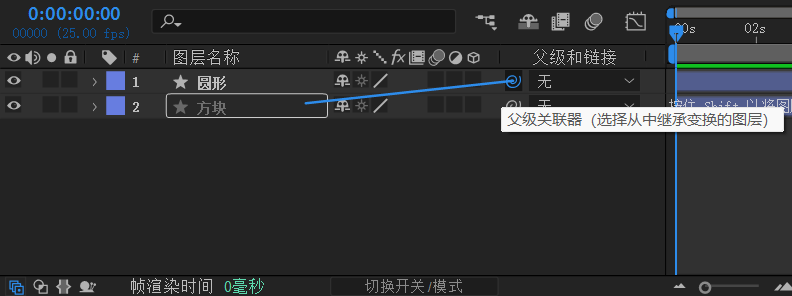 0:00:00:00
00000 (25.00 fps)
:00s
02s
#
图层名称
fx
父级和链接
1
圆形
无
2
方块
无
按住 Shift 以将图
父级关联器（选择从中继承变换的图层）
帧渲染时间 0毫秒
切换开关/模式